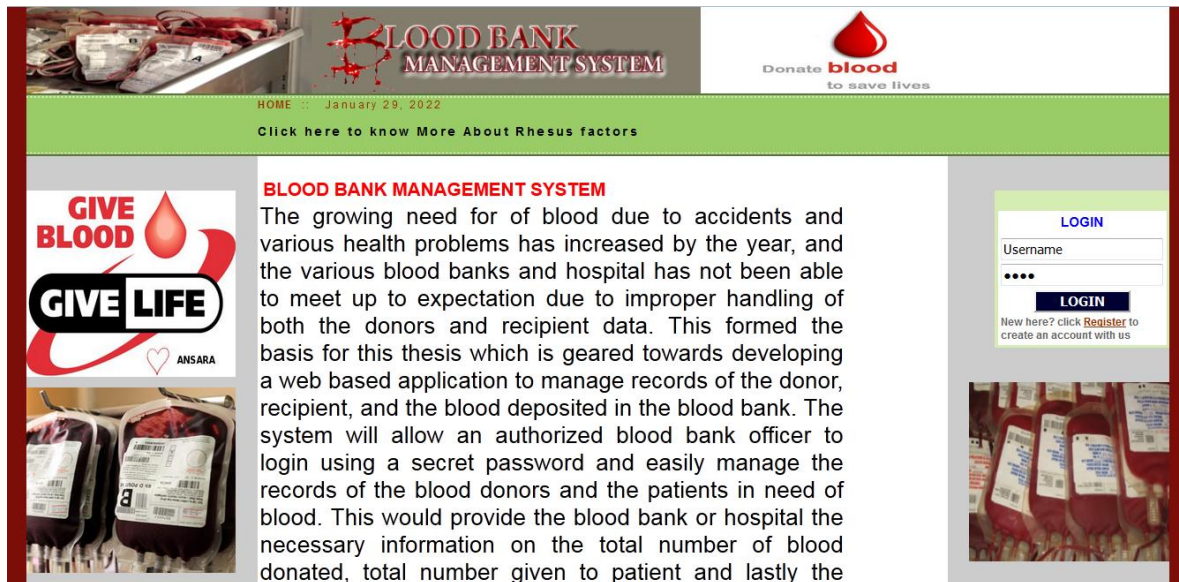 BLOOD BANK
MANAGEMENT SYSTEM
Donate blood
to save lives
HOME :: January 29, 2022
Click here to know More About Rhesus factors
GIVE
BLOOD
GIVE LIFE
ANSARA
B
BLOOD BANK MANAGEMENT SYSTEM
The growing need for of blood due to accidents and
various health problems has increased by the year, and
the various blood banks and hospital has not been able
to meet up to expectation due to improper handling of
both the donors and recipient data. This formed the
basis for this thesis which is geared towards developing
a web based application to manage records of the donor,
recipient, and the blood deposited in the blood bank. The
system will allow an authorized blood bank officer to
login using a secret password and easily manage the
records of the blood donors and the patients in need of
blood. This would provide the blood bank or hospital the
necessary information on the total number of blood
donated, total number given to patient and lastly the
LOGIN
Username
••••
LOGIN
New here? click Register to
create an account with us